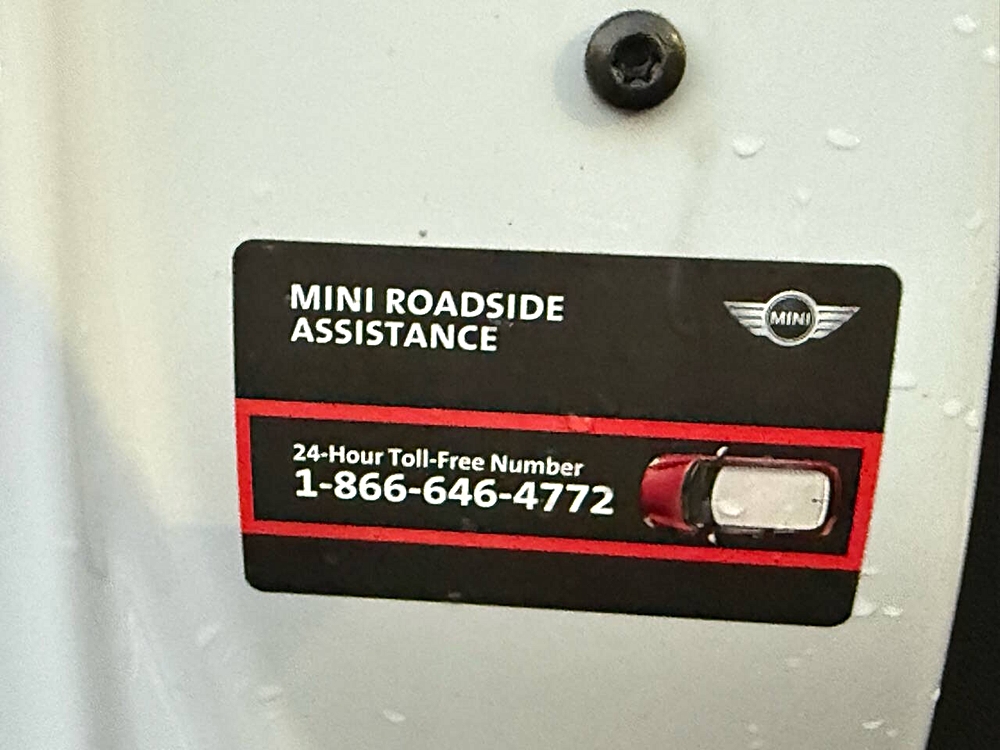 MINI ROADSIDE
ASSISTANCE
MINI
24-Hour Toll-Free Number
1-866-646-4772